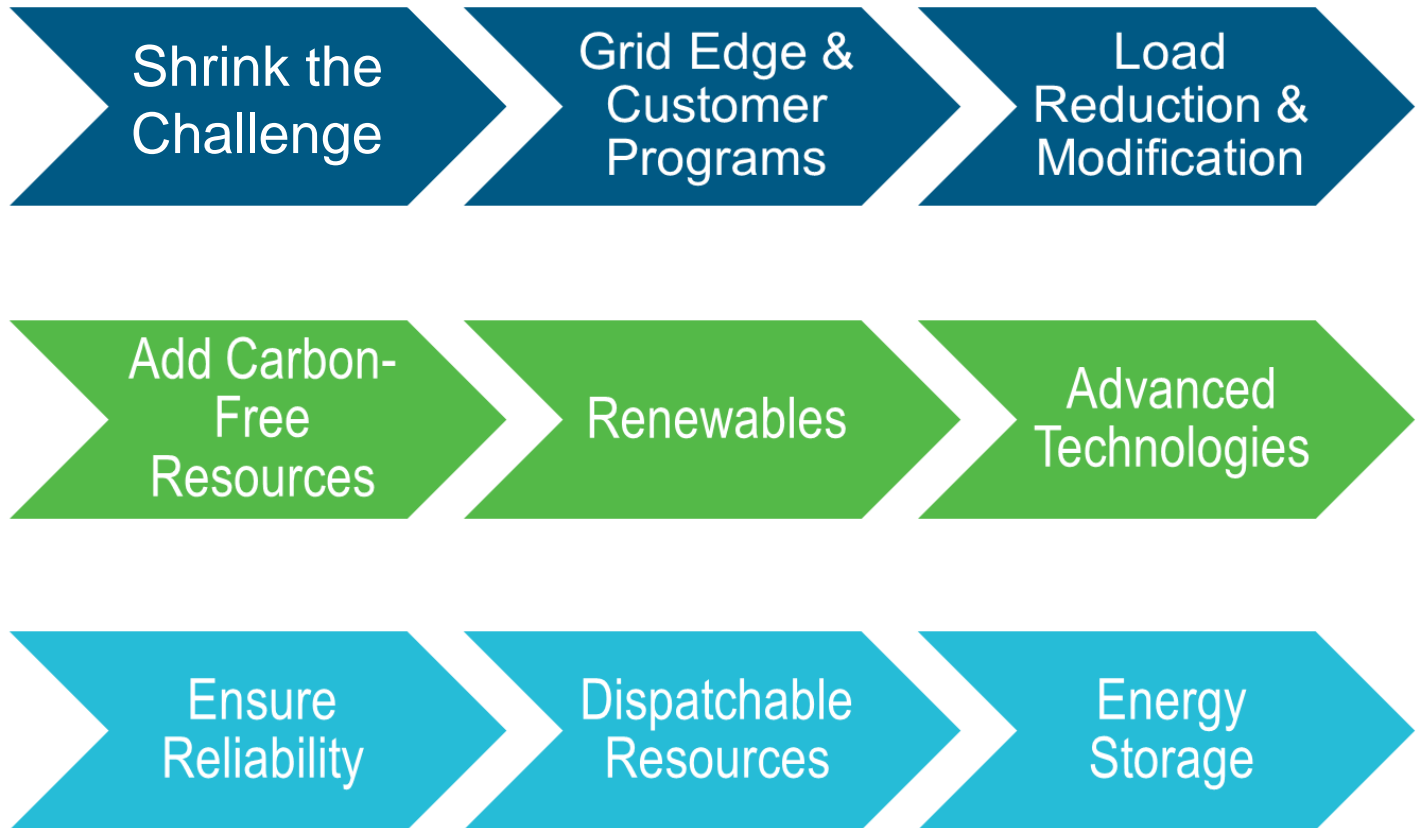 Shrink the
Challenge
Grid Edge &
Customer
Programs
Load
Reduction &
Modification
Add Carbon-
Free
Resources
Renewables
Advanced
Technologies
Ensure
Reliability
Dispatchable
Resources
Energy
Storage